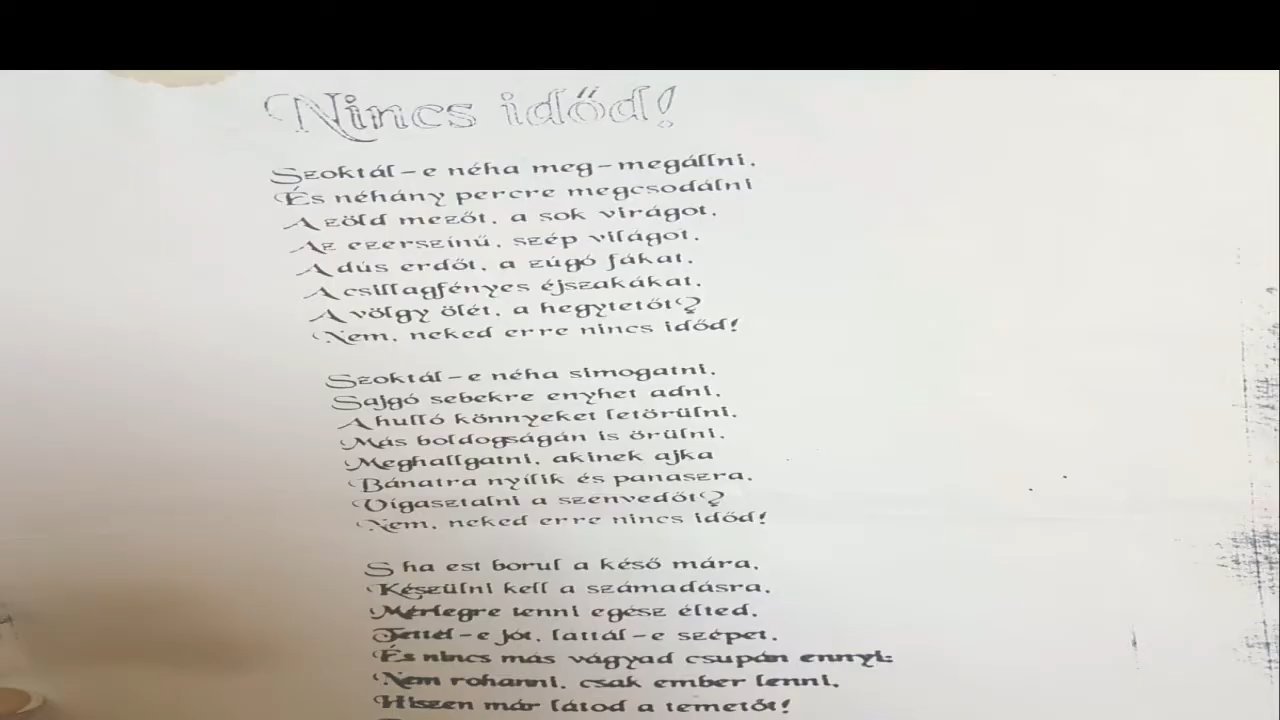 Nincs időd!
Szoktál-e néha meg-megállni,
És néhány percre megcsodálni
A zöld mezőt, a sok virágot,
Az ezerszínű, szép világot,
A dús erdőt, a zúgó fákat,
A csillagfényes éjszakákat,
A völgy ölét, a hegytetőt?
Nem, neked erre nincs időd!
Szoktál-e néha simogatni,
Sajgó sebekre enyhet adni,
A hulló könnyeket letörülni,
Más boldogságán is örülni,
Meghallgatni, akinek ajka
Bánatra nyílik és panaszra,
Vígasztalni a szenvedőt?
Nem, neked erre nincs időd!
S ha est borul a késő mára,
Készülni kell a számadásra,
Mérlegre tenni egész élted,
Tettél-e jót, láttál-e szépet,
És nincs más vágyad csupán ennyi:
Nem rohanni, csak ember lenni,
Hiszen már látod a temetőt!